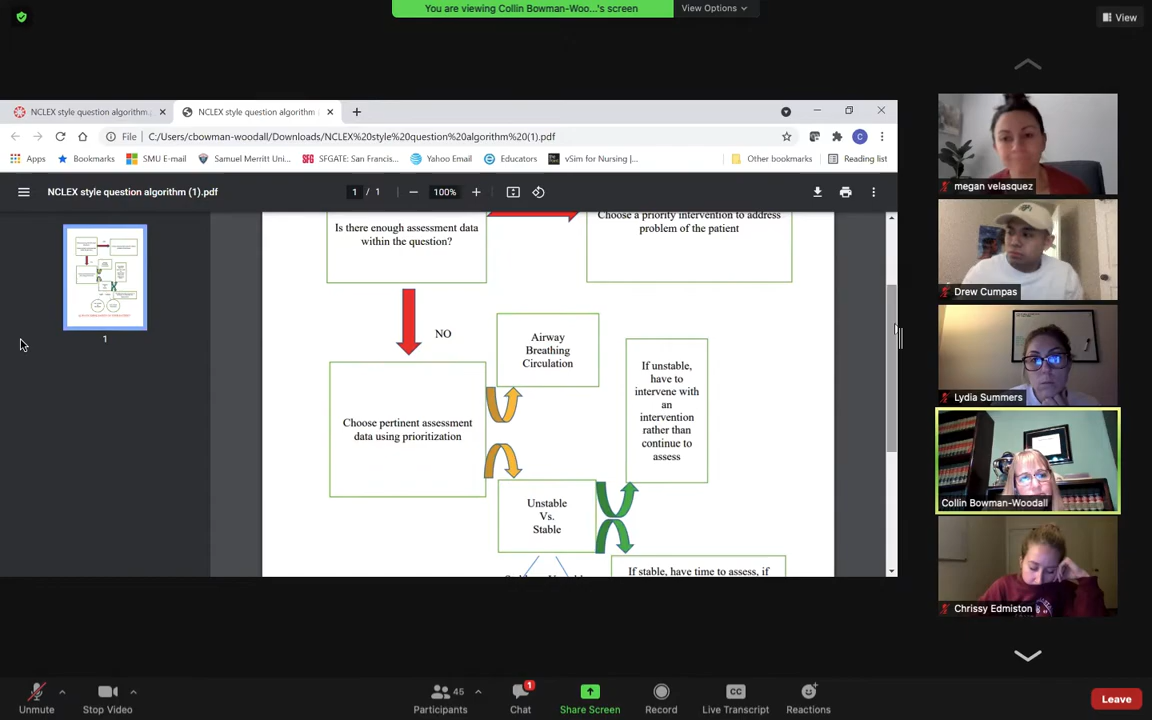 You are viewing Collin Bowman-Woo...'s screen
View Options
View
NCLEX style question algorithm
NCLEX style question algorithm
File
C:/Users/cbowman-woodall/Downloads/NCLEX%20style%20question%20algorithm%20(1).pdf
Apps
Bookmarks
SMU E-mail
Samuel Merritt Uni...
SFGATE: San Francis...
Yahoo Email
Educators
vSim for Nursing |...
Other bookmarks
Reading list
NCLEX style question algorithm (1).pdf
1 / 1
100%
1
Is there enough assessment data
within the question?
Choose a priority intervention to address
problem of the patient
NO
Airway
Breathing
Circulation
If unstable,
have to
intervene with
an
intervention
rather than
continue to
assess
Choose pertinent assessment
data using prioritization
Unstable
Vs.
Stable
If stable, have time to assess, if
megan velasquez
Drew Cumpas
Lydia Summers
Collin Bowman-Woodall
Chrissy Edmiston
Unmute
Stop Video
45
Participants
1
Chat
Share Screen
Record
CC
Live Transcript
Reactions
Leave